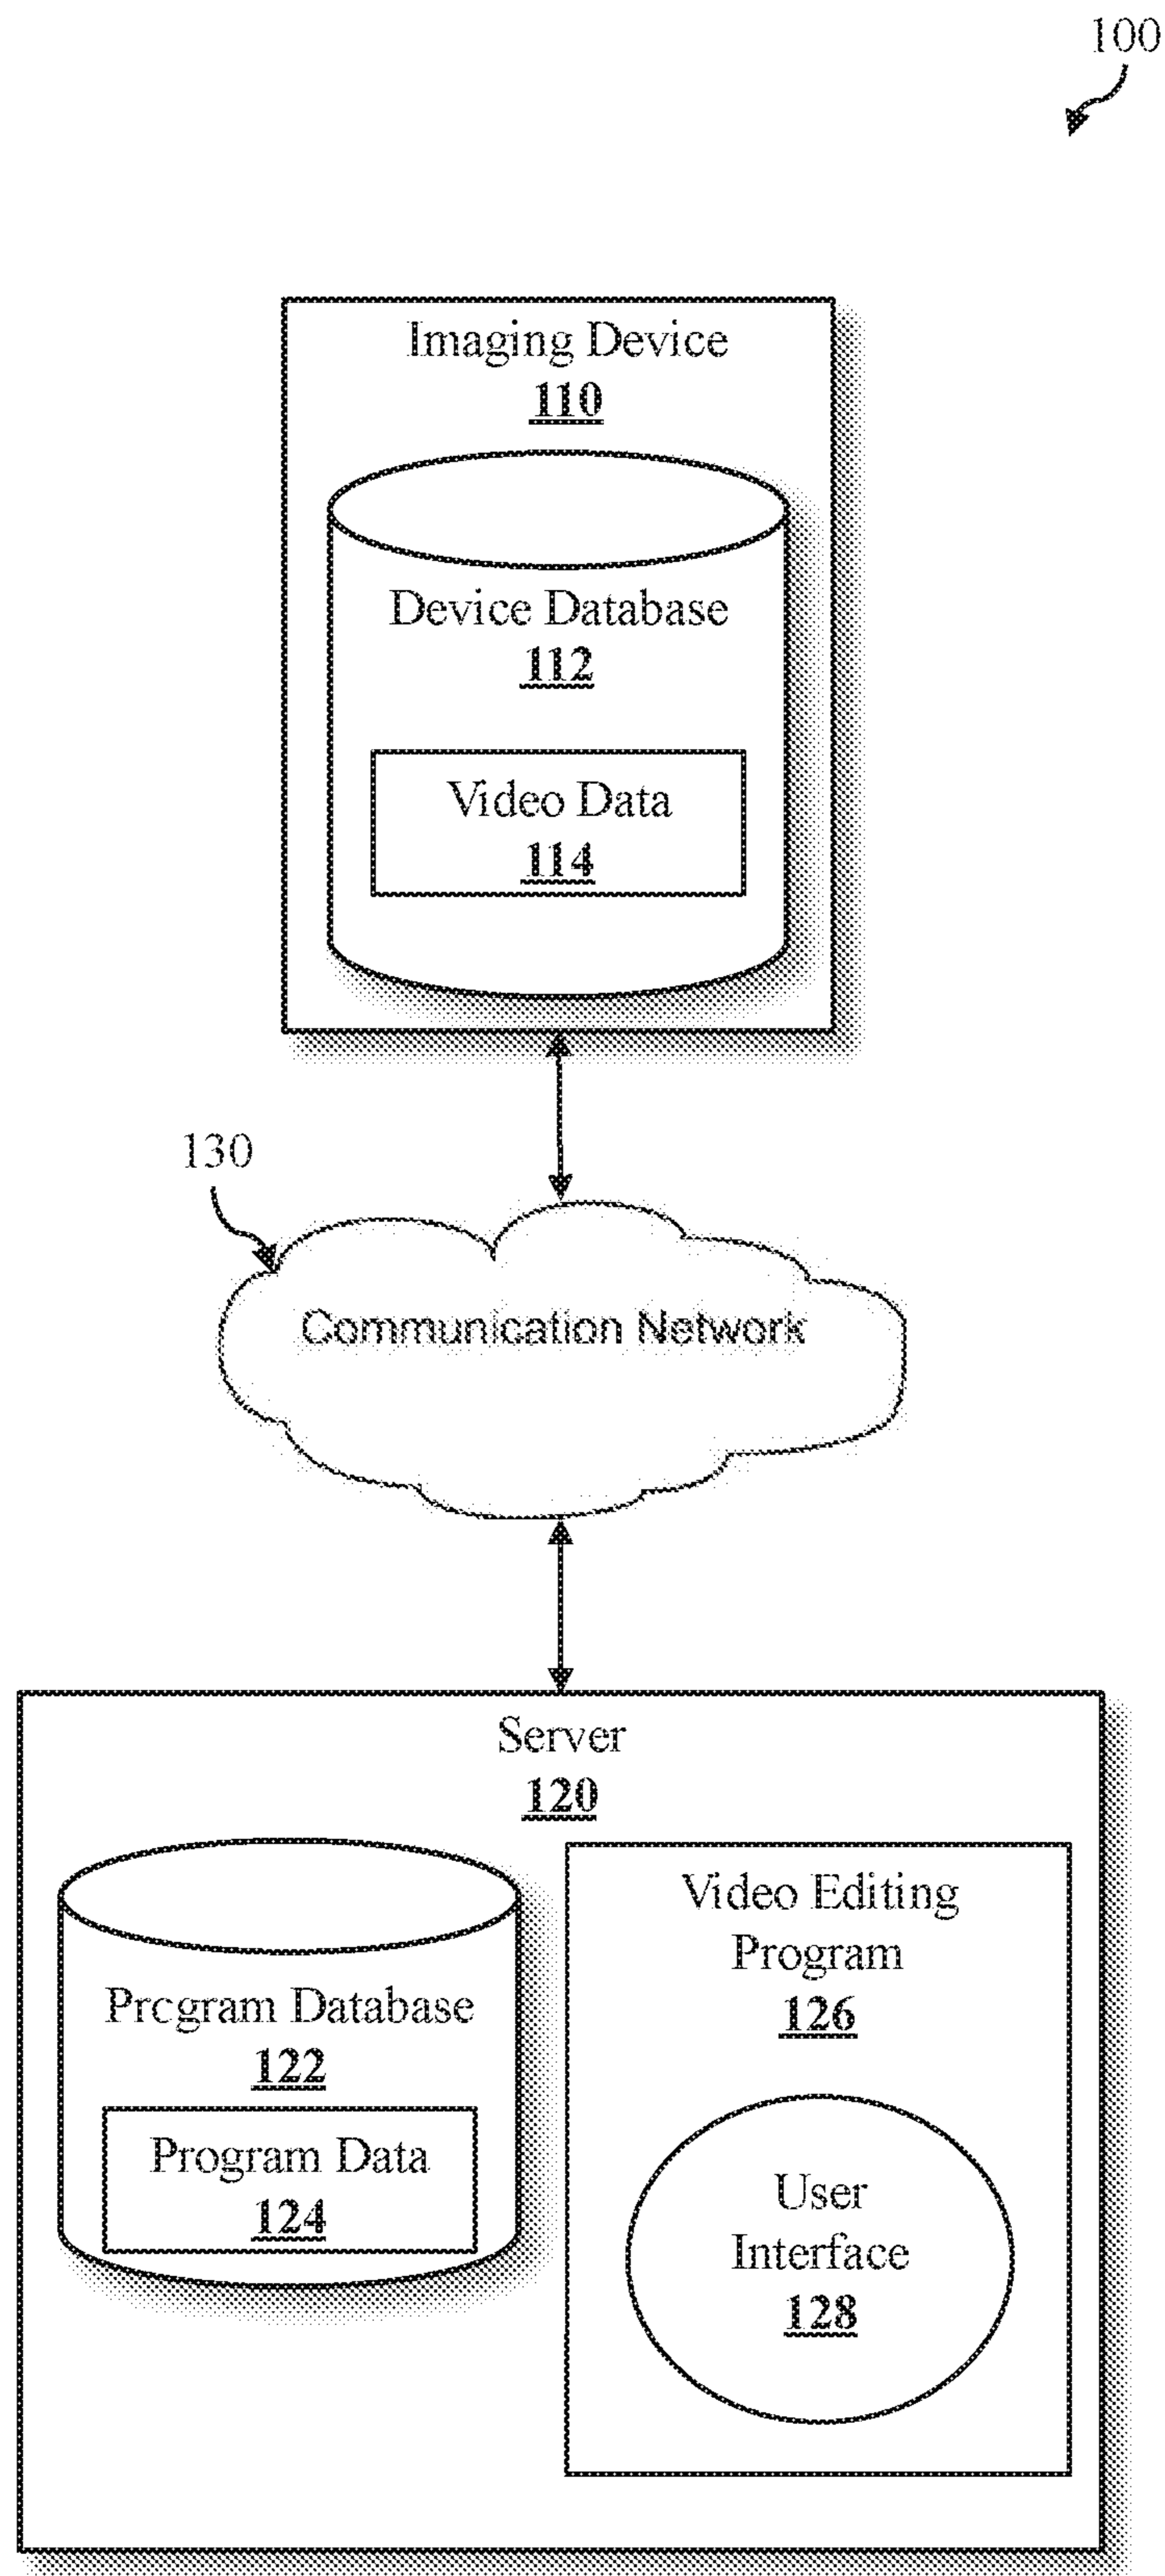 100
Imaging Device
110
Device Database
112
Video Data
114
130
Communication Network
Server
120
Video Editing
Program
126
Program Database
122
Program Data
124
User
Interface
128